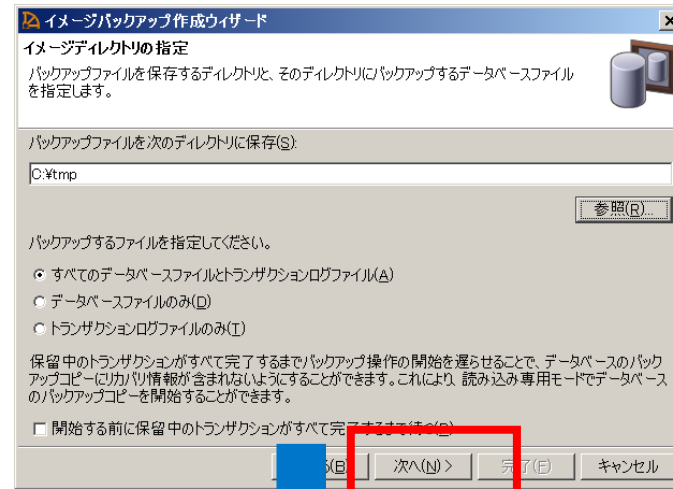 イメージバックアップ作成ウィザード
イメージディレクトリの指定
バックアップファイルを保存するディレクトリと、そのディレクトリにバックアップするデータベースファイル
を指定します。
バックアップファイルを次のディレクトリに保存(S):
C:¥tmp
参照(R)...
バックアップするファイルを指定してください。
すべてのデータベースファイルとトランザクションログファイル(A)
データベースファイルのみ(D)
トランザクションログファイルのみ(T)
保留中のトランザクションがすべて完了するまでバックアップ操作の開始を遅らせることで、データベースのバック
アップコピーにリカバリ情報が含まれないようにすることができます。これにより、読み込み専用モードでデータベース
のバックアップコピーを開始することができます。
開始する前に保留中のトランザクションがすべて完了するまで待つ(P)
(B) 次へ(N) > 完了(F) キャンセル